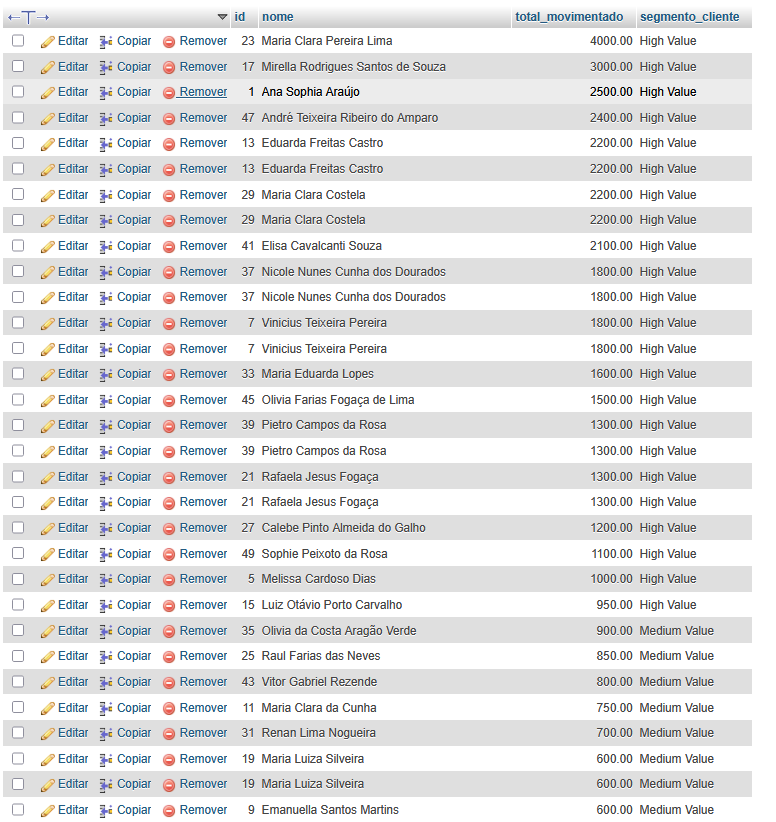 id nome total_movimentado segmento_cliente
Editar Copiar Remover 23 Maria Clara Pereira Lima 4000.00 High Value
Editar Copiar Remover 17 Mirella Rodrigues Santos de Souza 3000.00 High Value
Editar Copiar Remover 1 Ana Sophia Araújo 2500.00 High Value
Editar Copiar Remover 47 André Teixeira Ribeiro do Amparo 2400.00 High Value
Editar Copiar Remover 13 Eduarda Freitas Castro 2200.00 High Value
Editar Copiar Remover 13 Eduarda Freitas Castro 2200.00 High Value
Editar Copiar Remover 29 Maria Clara Costela 2200.00 High Value
Editar Copiar Remover 29 Maria Clara Costela 2200.00 High Value
Editar Copiar Remover 41 Elisa Cavalcanti Souza 2100.00 High Value
Editar Copiar Remover 37 Nicole Nunes Cunha dos Dourados 1800.00 High Value
Editar Copiar Remover 37 Nicole Nunes Cunha dos Dourados 1800.00 High Value
Editar Copiar Remover 7 Vinicius Teixeira Pereira 1800.00 High Value
Editar Copiar Remover 7 Vinicius Teixeira Pereira 1800.00 High Value
Editar Copiar Remover 33 Maria Eduarda Lopes 1600.00 High Value
Editar Copiar Remover 45 Olivia Farias Fogaça de Lima 1500.00 High Value
Editar Copiar Remover 39 Pietro Campos da Rosa 1300.00 High Value
Editar Copiar Remover 39 Pietro Campos da Rosa 1300.00 High Value
Editar Copiar Remover 21 Rafaela Jesus Fogaça 1300.00 High Value
Editar Copiar Remover 21 Rafaela Jesus Fogaça 1300.00 High Value
Editar Copiar Remover 27 Calebe Pinto Almeida do Galho 1200.00 High Value
Editar Copiar Remover 49 Sophie Peixoto da Rosa 1100.00 High Value
Editar Copiar Remover 5 Melissa Cardoso Dias 1000.00 High Value
Editar Copiar Remover 15 Luiz Otávio Porto Carvalho 950.00 High Value
Editar Copiar Remover 35 Olivia da Costa Aragão Verde 900.00 Medium Value
Editar Copiar Remover 25 Raul Farias das Neves 850.00 Medium Value
Editar Copiar Remover 43 Vitor Gabriel Rezende 800.00 Medium Value
Editar Copiar Remover 11 Maria Clara da Cunha 750.00 Medium Value
Editar Copiar Remover 31 Renan Lima Nogueira 700.00 Medium Value
Editar Copiar Remover 19 Maria Luiza Silveira 600.00 Medium Value
Editar Copiar Remover 19 Maria Luiza Silveira 600.00 Medium Value
Editar Copiar Remover 9 Emanuella Santos Martins 600.00 Medium Value